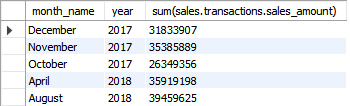 month_name year sum(sales.transactions.sales_amount)
December 2017 31833907
November 2017 35385889
October 2017 26349356
April 2018 35919198
August 2018 39459625